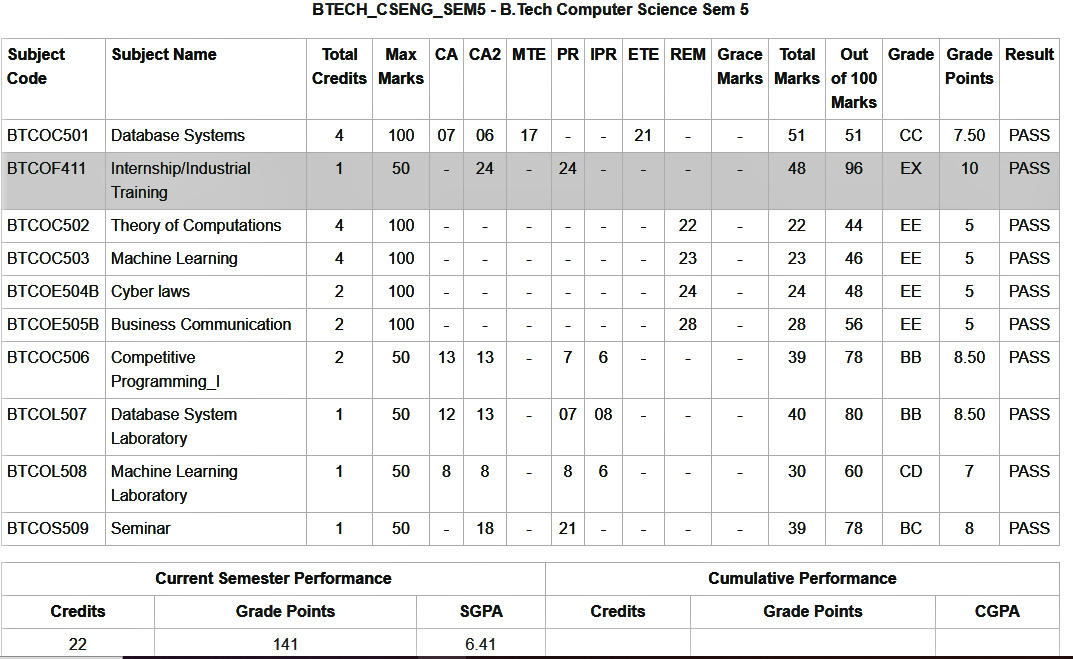 BTECH_CSENG_SEM5 - B.Tech Computer Science Sem 5
Subject Code Subject Name Total Credits Max Marks CA CA2 MTE PR IPR ETE REM Grace Marks Total Marks Out of 100 Marks Grade Grade Points Result
BTCOC501 Database Systems 4 100 07 06 17 - - 21 - - 51 51 CC 7.50 PASS
BTCOF411 Internship/Industrial Training 1 50 - 24 - 24 - - - - 48 96 EX 10 PASS
BTCOC502 Theory of Computations 4 100 - - - - - - 22 - 22 44 EE 5 PASS
BTCOC503 Machine Learning 4 100 - - - - - - 23 - 23 46 EE 5 PASS
BTCOE504B Cyber laws 2 100 - - - - - - 24 - 24 48 EE 5 PASS
BTCOE505B Business Communication 2 100 - - - - - - 28 - 28 56 EE 5 PASS
BTCOC506 Competitive Programming_I 2 50 13 13 - 7 6 - - - 39 78 BB 8.50 PASS
BTCOL507 Database System Laboratory 1 50 12 13 - 07 08 - - - 40 80 BB 8.50 PASS
BTCOL508 Machine Learning Laboratory 1 50 8 8 - 8 6 - - - 30 60 CD 7 PASS
BTCOS509 Seminar 1 50 - 18 - 21 - - - - 39 78 BC 8 PASS
Current Semester Performance Cumulative Performance
Credits Grade Points SGPA Credits Grade Points CGPA
22 141 6.41